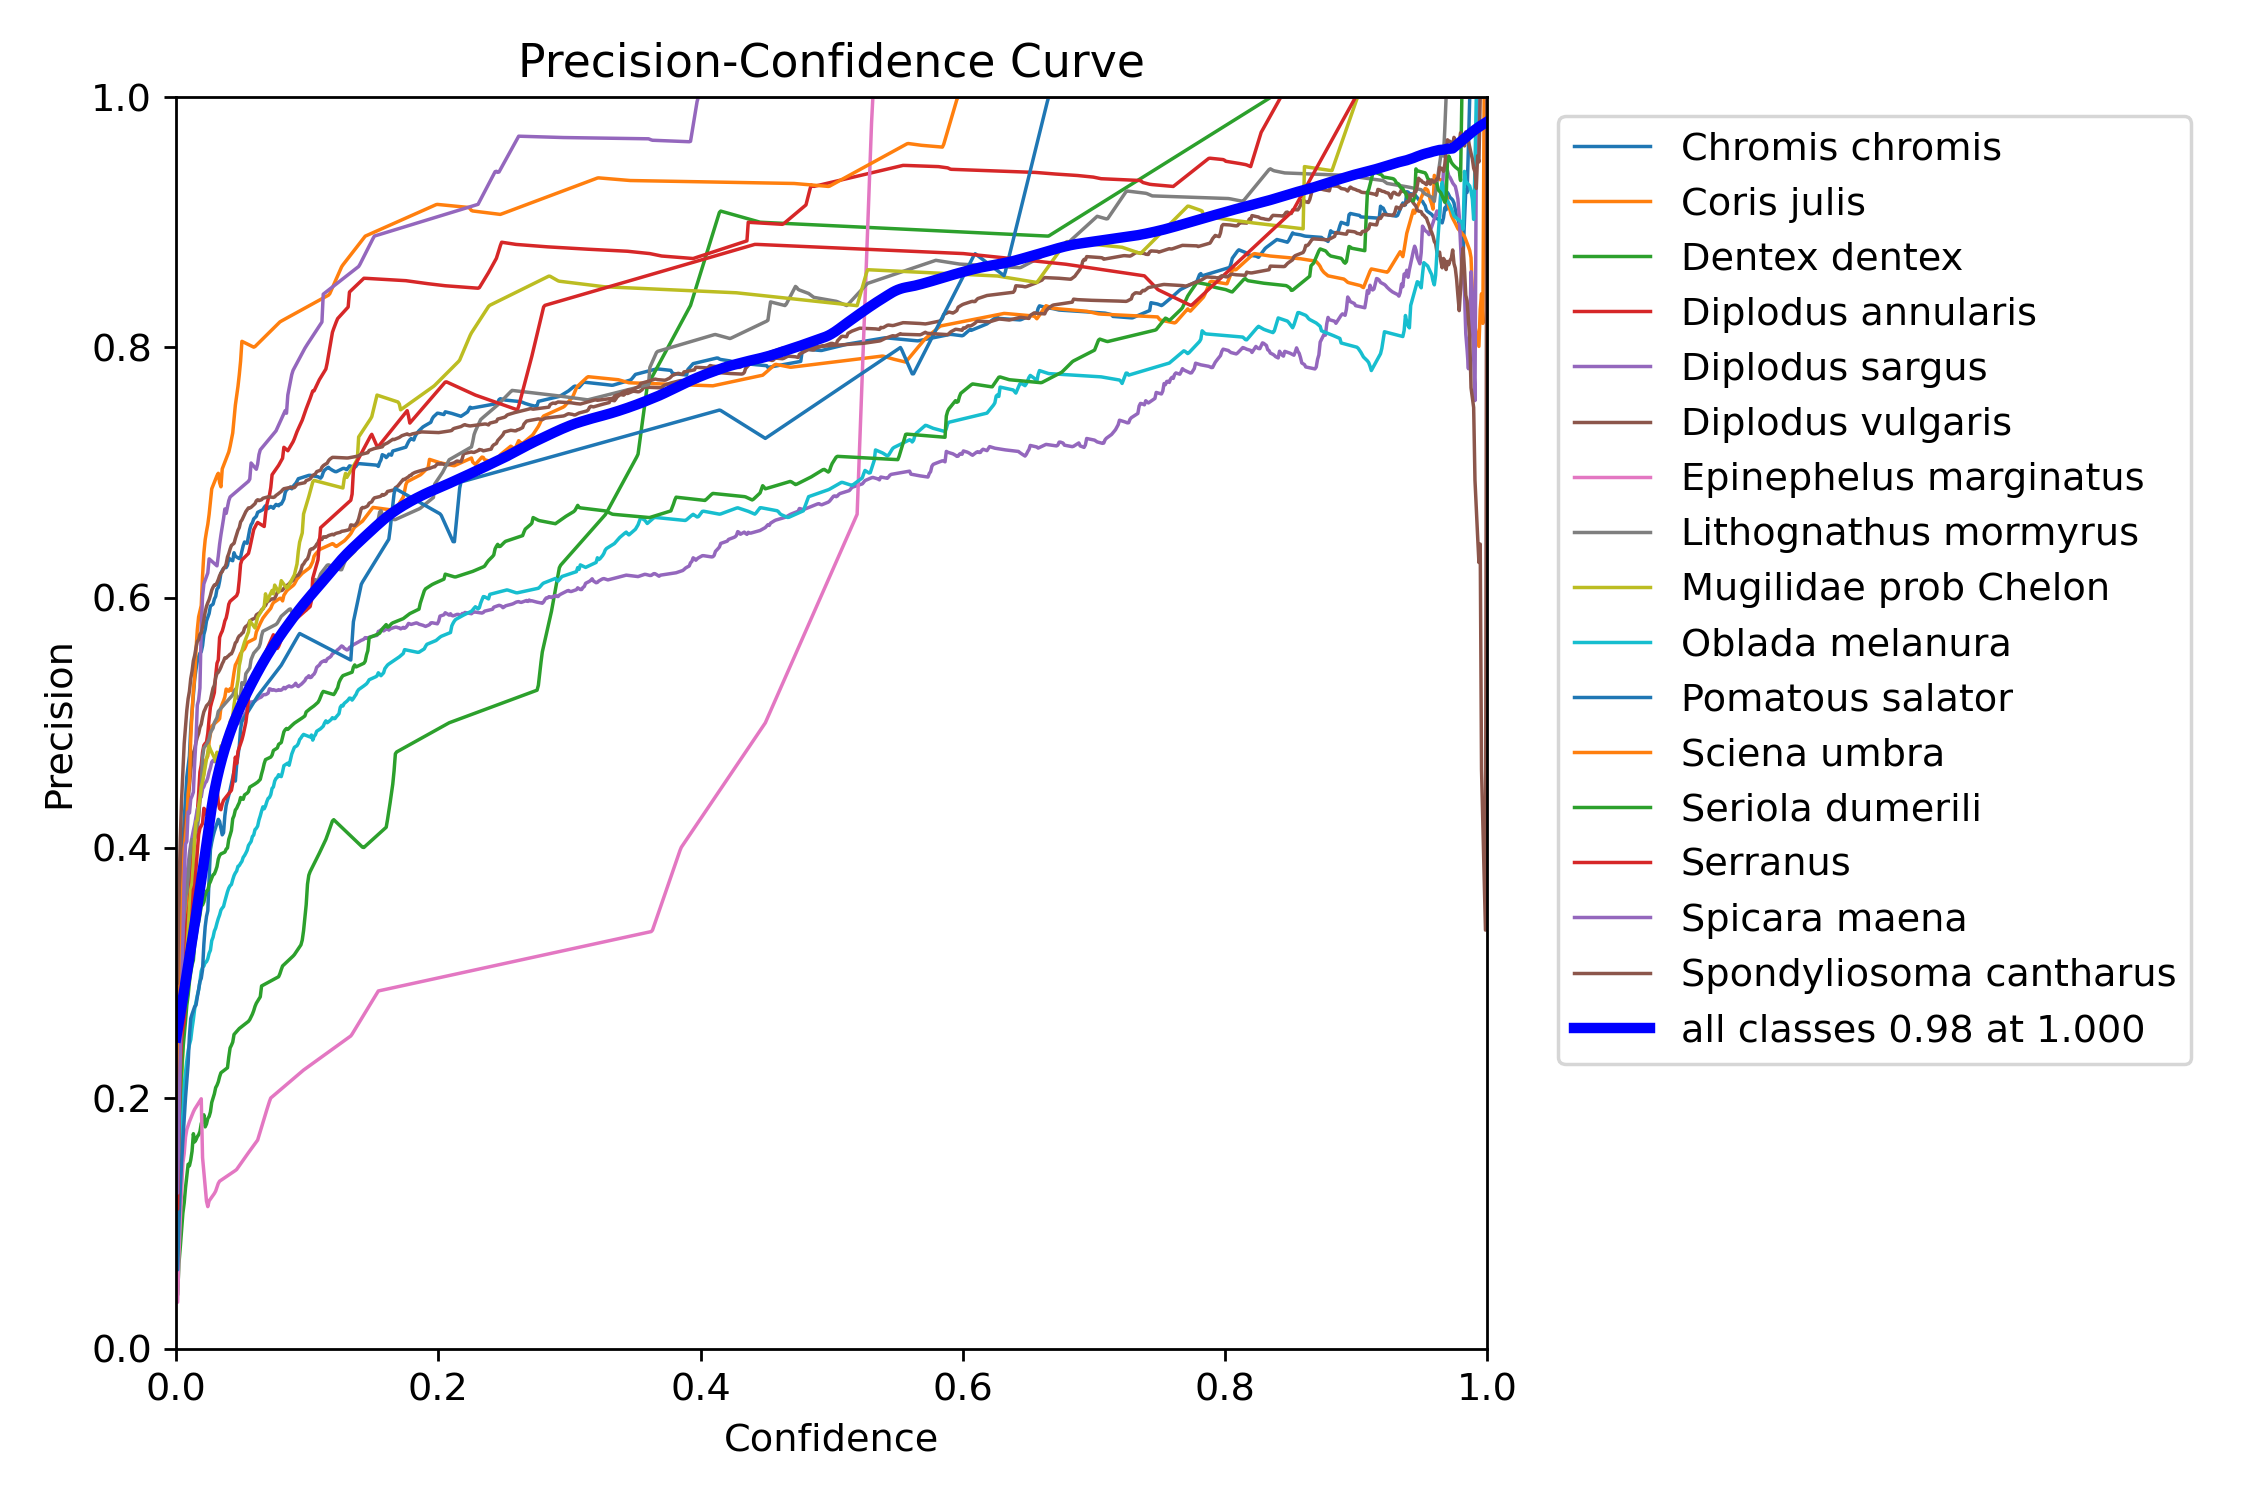 Precision-Confidence Curve
1.0
0.8
0.6
0.4
0.2
0.0
Precision
0.0 0.2 0.4 0.6 0.8 1.0
Confidence
Chromis chromis
Coris julis
Dentex dentex
Diplodus annularis
Diplodus sargus
Diplodus vulgaris
Epinephelus marginatus
Lithognathus mormyrus
Mugilidae prob Chelon
Oblada melanura
Pomatous salator
Sciena umbra
Seriola dumerili
Serranus
Spicara maena
Spondyliosoma cantharus
all classes 0.98 at 1.000